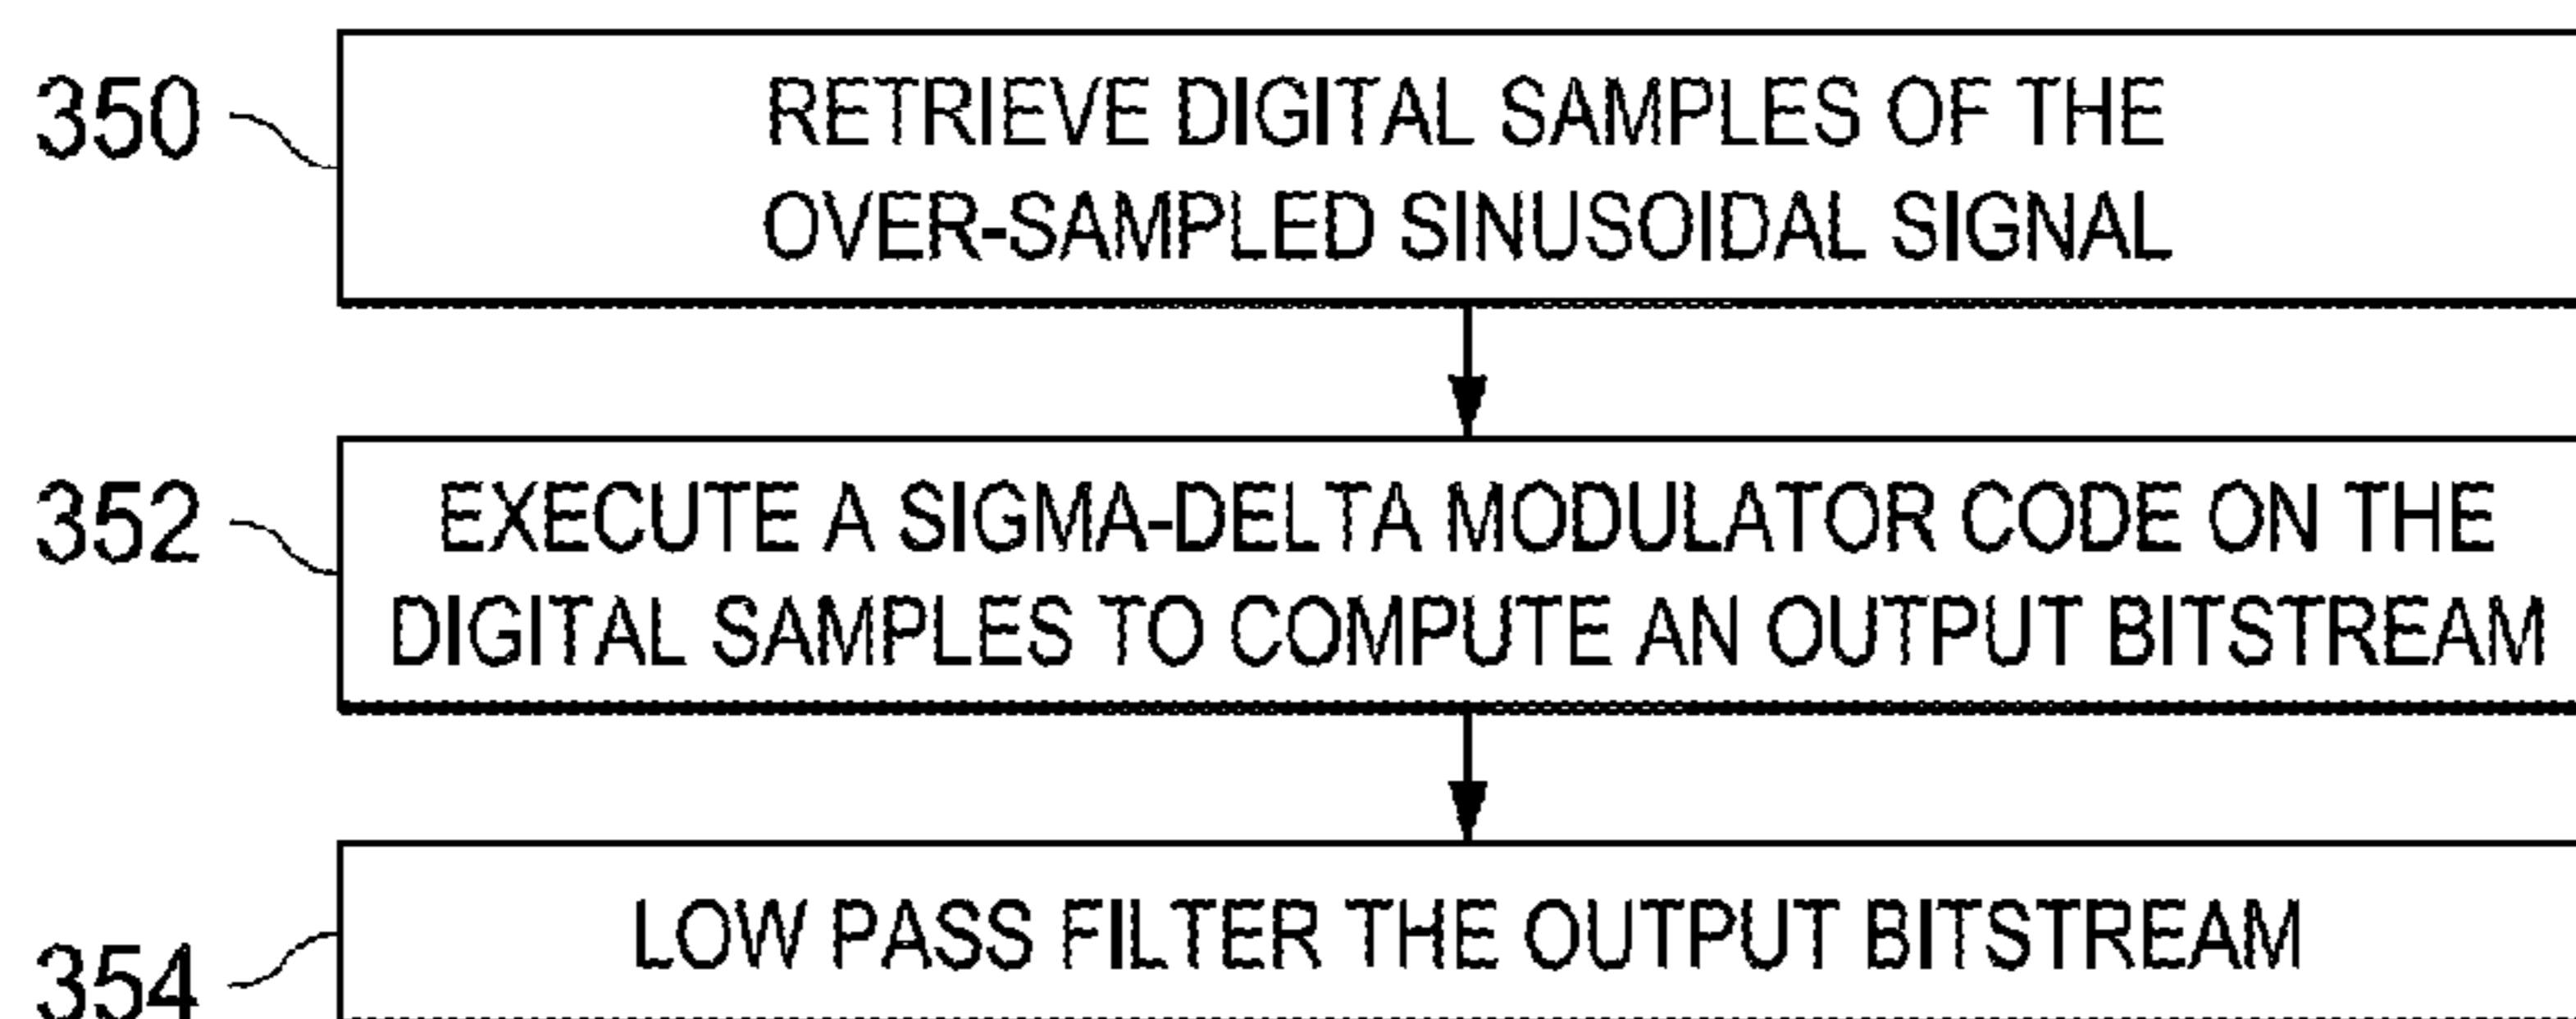 350
RETRIEVE DIGITAL SAMPLES OF THE
OVER-SAMPLED SINUSOIDAL SIGNAL
352
EXECUTE A SIGMA-DELTA MODULATOR CODE ON THE
DIGITAL SAMPLES TO COMPUTE AN OUTPUT BITSTREAM
354
LOW PASS FILTER THE OUTPUT BITSTREAM